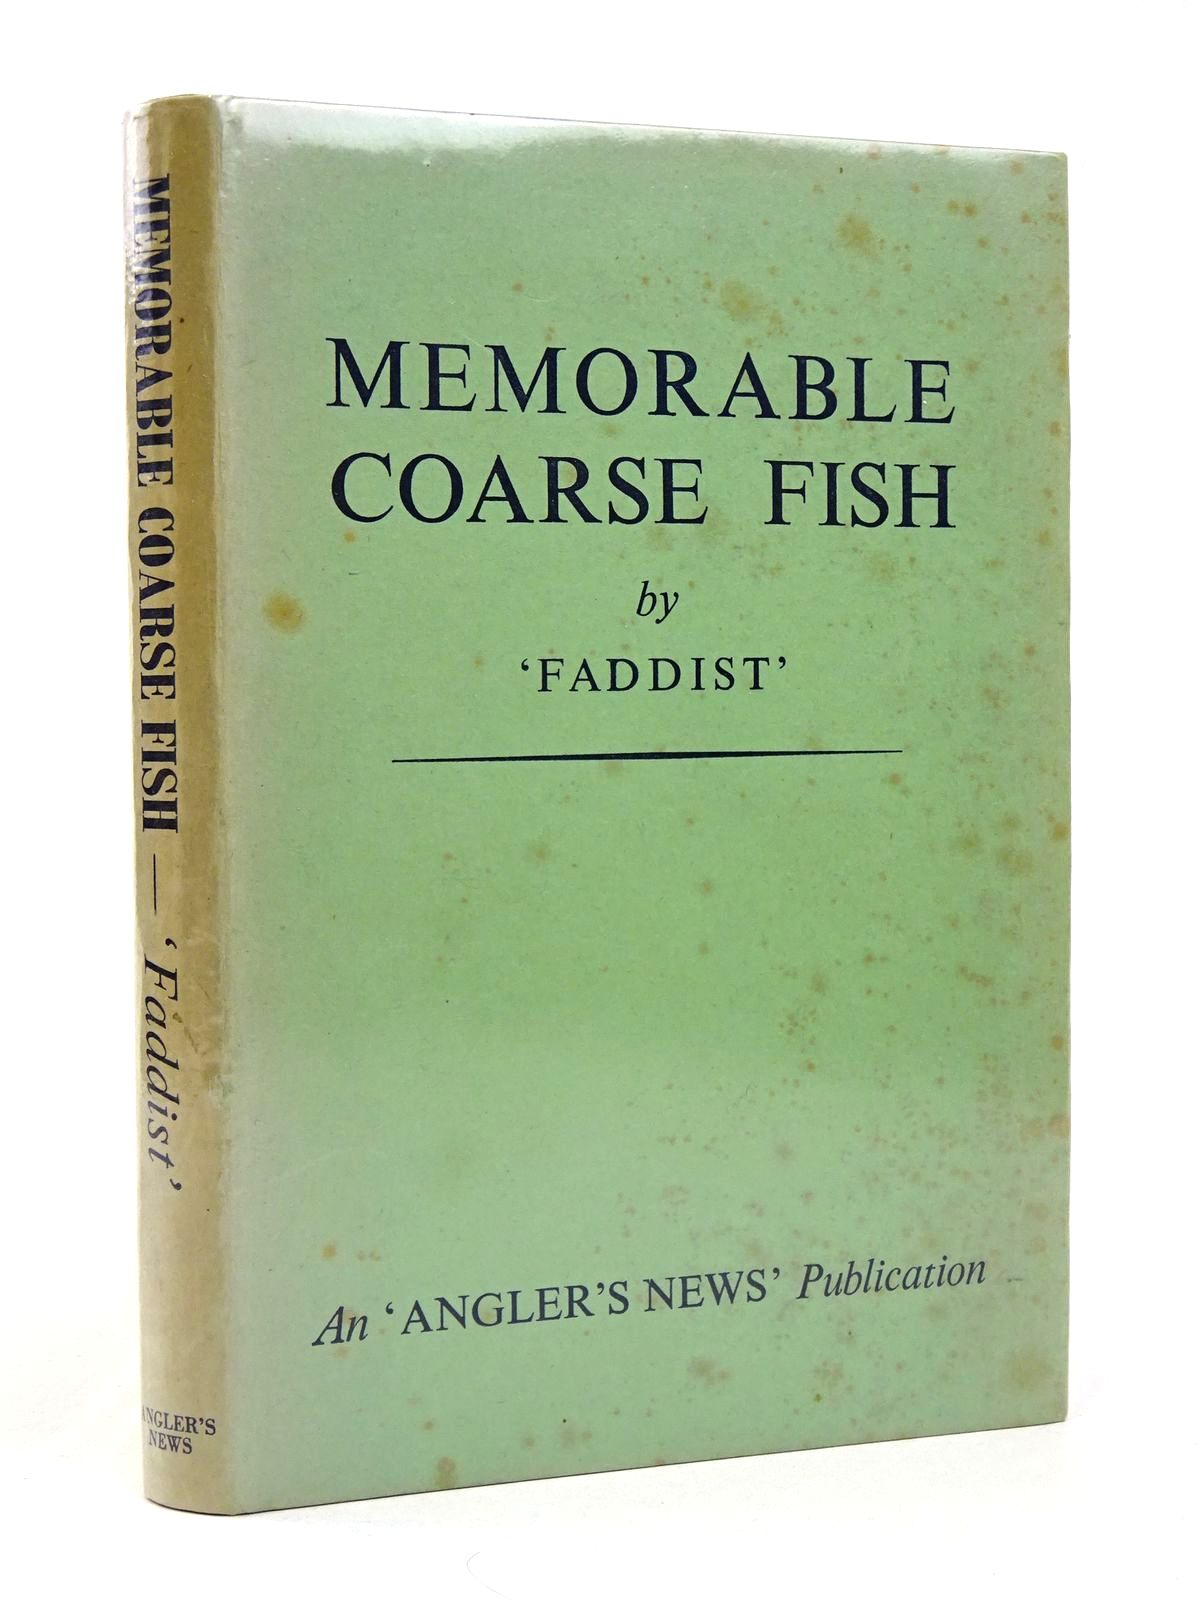 MEMORABLE COARSE FISH — 'Faddist'
ANGLER'S
NEWS
MEMORABLE
COARSE FISH
by
'FADDIST'
An 'ANGLER'S NEWS' Publication